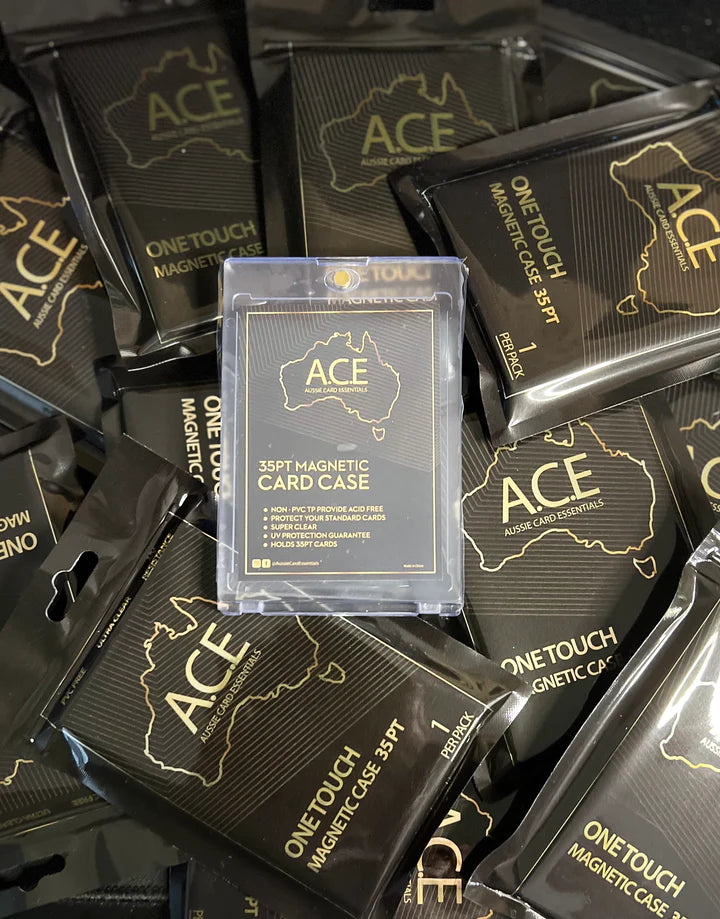 A.C.E
AUSSIE CARD ESSENTIALS
ONE TOUCH
MAGNETIC CASE
A.C.E
AUSSIE CARD ESSENTIALS
A.C.E
AUSSIE CARD ESSENTIALS
ONE TOUCH
MAGNETIC CASE 35 PT
1
PER PACK
A.C.E
AUSSIE CARD ESSENTIALS
A.C.E
AUSSIE CARD ESSENTIALS
35PT MAGNETIC
CARD CASE
NON - PVC TP PROVIDE ACID FREE
PROTECT YOUR STANDARD CARDS
SUPER CLEAR
UV PROTECTION GUARANTEE
HOLDS 35PT CARDS
@AussieCardEssentials
Made in China
A.C.E
AUSSIE CARD ESSENTIALS
ONE TOUCH
MAGNETIC CASE
PVC FREE
ULTRA CLEAR
A.C.E
AUSSIE CARD ESSENTIALS
ONE TOUCH
MAGNETIC CASE 35 PT
1
PER PACK
ONE TOUCH
MAGNETIC CASE
A.C.E